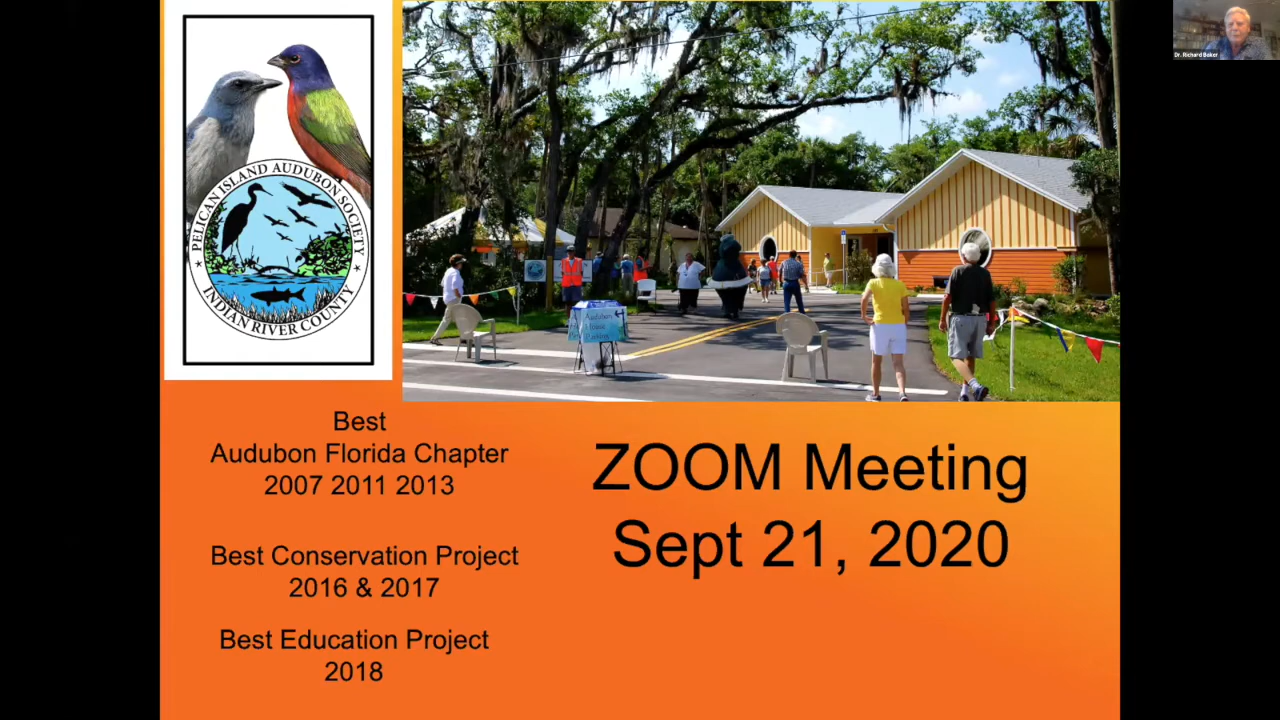 PELICAN ISLAND AUDUBON SOCIETY
INDIAN RIVER COUNTY
Dr. Richard Baker
Audubon
Best
Audubon Florida Chapter
2007 2011 2013
Best Conservation Project
2016 & 2017
Best Education Project
2018
ZOOM Meeting
Sept 21, 2020